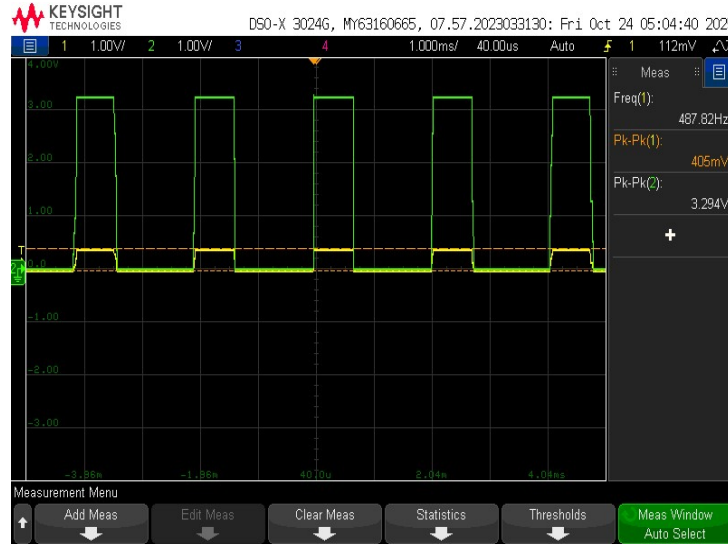 KEYSIGHT
TECHNOLOGIES
DSO-X 3024G, MY63160665, 07.57.2023033130: Fri Oct 24 05:04:40 202
1 1.00V/ 2 1.00V/ 3 4 1.000ms/ 40.00us Auto 1 112mV
4.00V
3.00
2.00
1.00
T
2 0.0
-1.00
-2.00
-3.00
-3.96m -1.96m 40.0u 2.04m 4.04ms
Meas
Freq(1):
487.82Hz
Pk-Pk(1):
405mV
Pk-Pk(2):
3.294V
+
Measurement Menu
Add Meas Edit Meas Clear Meas Statistics Thresholds Meas Window
Auto Select